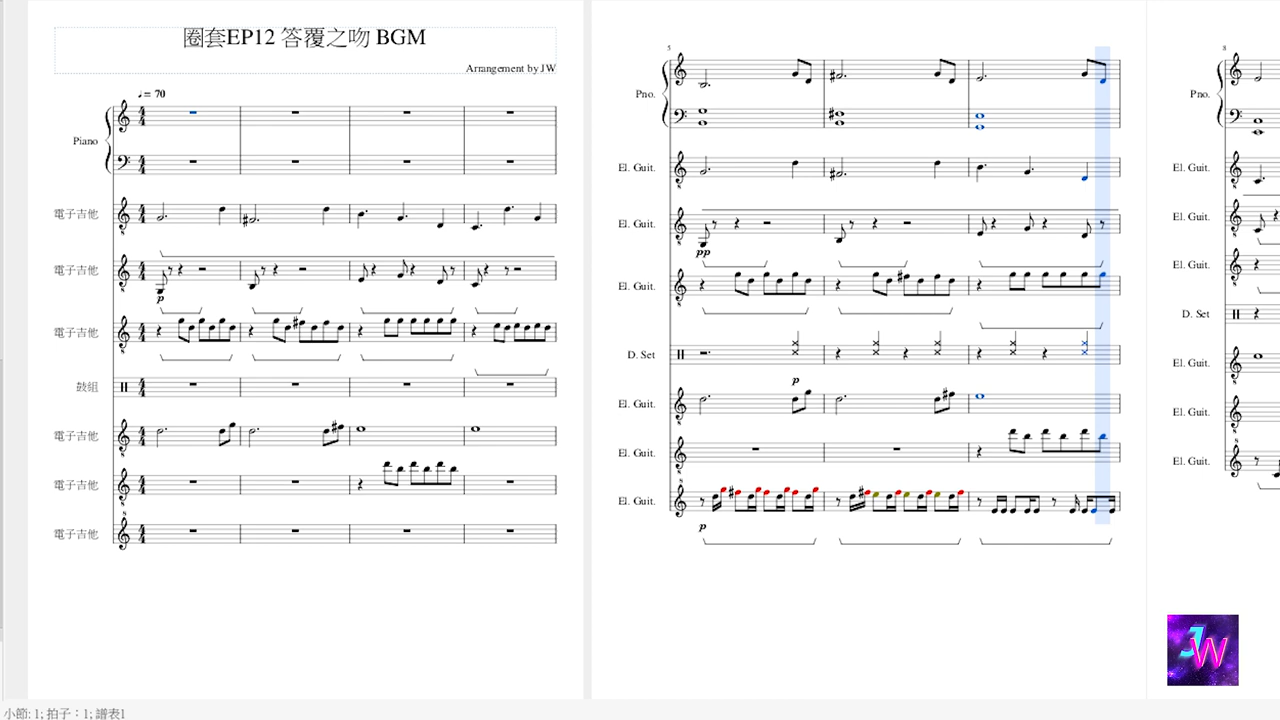 圈套EP12 答覆之吻 BGM
Arrangement by JW
♩= 70
Piano
電子吉他
電子吉他
p
電子吉他
鼓組
電子吉他
電子吉他
電子吉他
5
Pno.
El. Guit.
El. Guit.
pp
El. Guit.
D. Set
p
El. Guit.
El. Guit.
El. Guit.
p
8
Pno.
El. Guit.
El. Guit.
El. Guit.
D. Set
El. Guit.
El. Guit.
El. Guit.
JW
小節: 1; 拍子：1; 譜表1